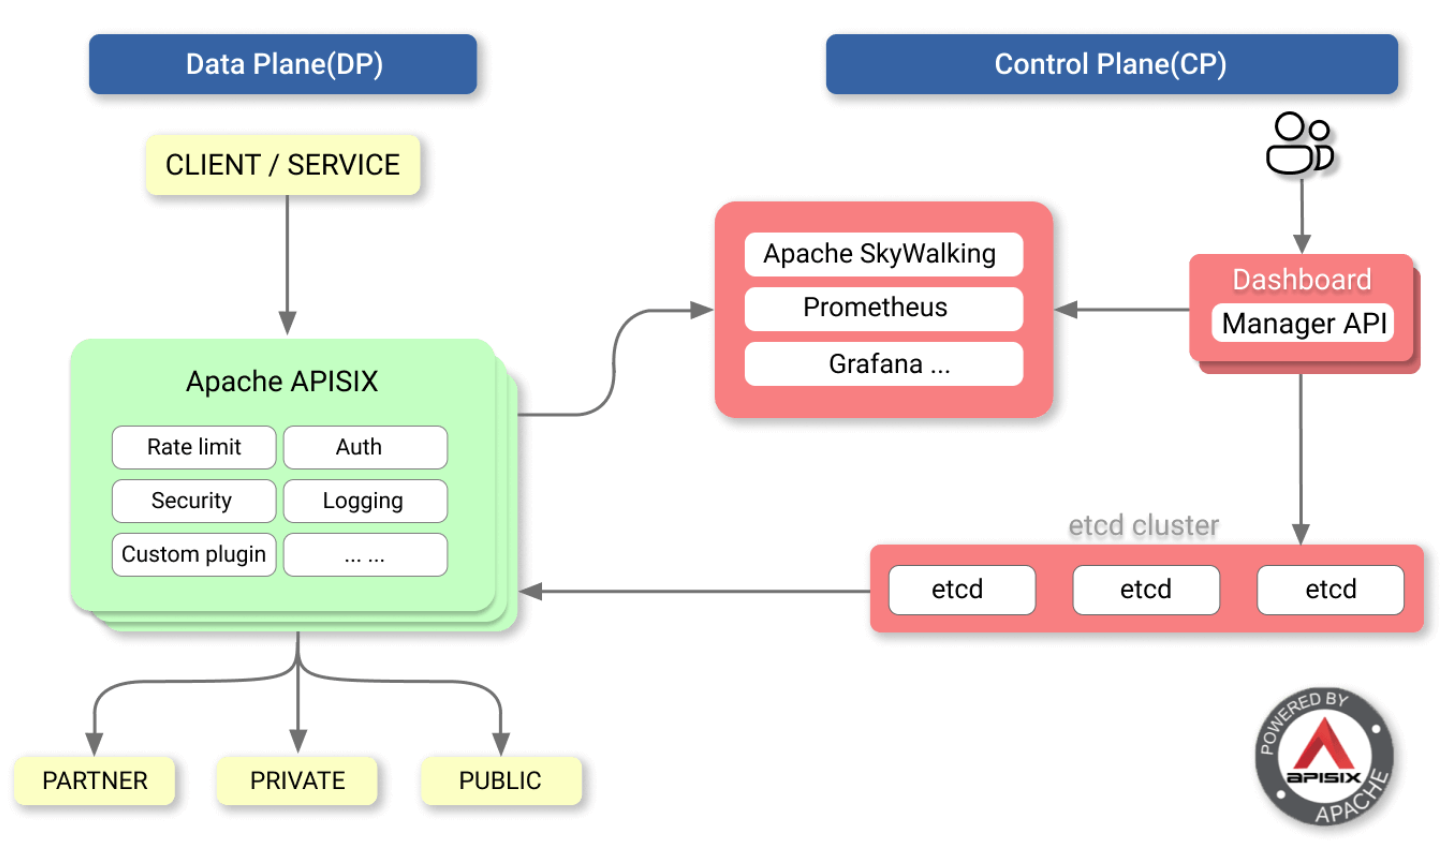 Data Plane(DP)
Control Plane(CP)
CLIENT / SERVICE
Apache SkyWalking
Prometheus
Grafana ...
Dashboard
Manager API
Apache APISIX
Rate limit
Auth
Security
Logging
Custom plugin
... ...
etcd cluster
etcd
etcd
etcd
PARTNER
PRIVATE
PUBLIC
POWERED BY
APISIX
APACHE